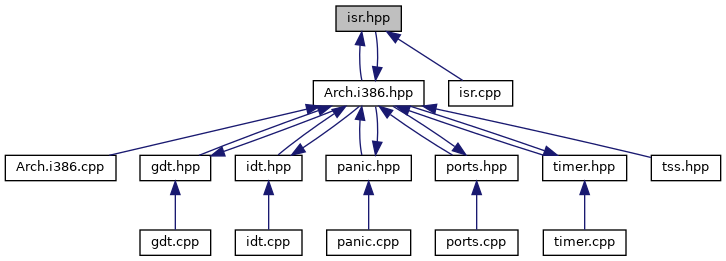 isr.hpp
Arch.i386.hpp
isr.cpp
Arch.i386.cpp
gdt.hpp
idt.hpp
panic.hpp
ports.hpp
timer.hpp
tss.hpp
gdt.cpp
idt.cpp
panic.cpp
ports.cpp
timer.cpp